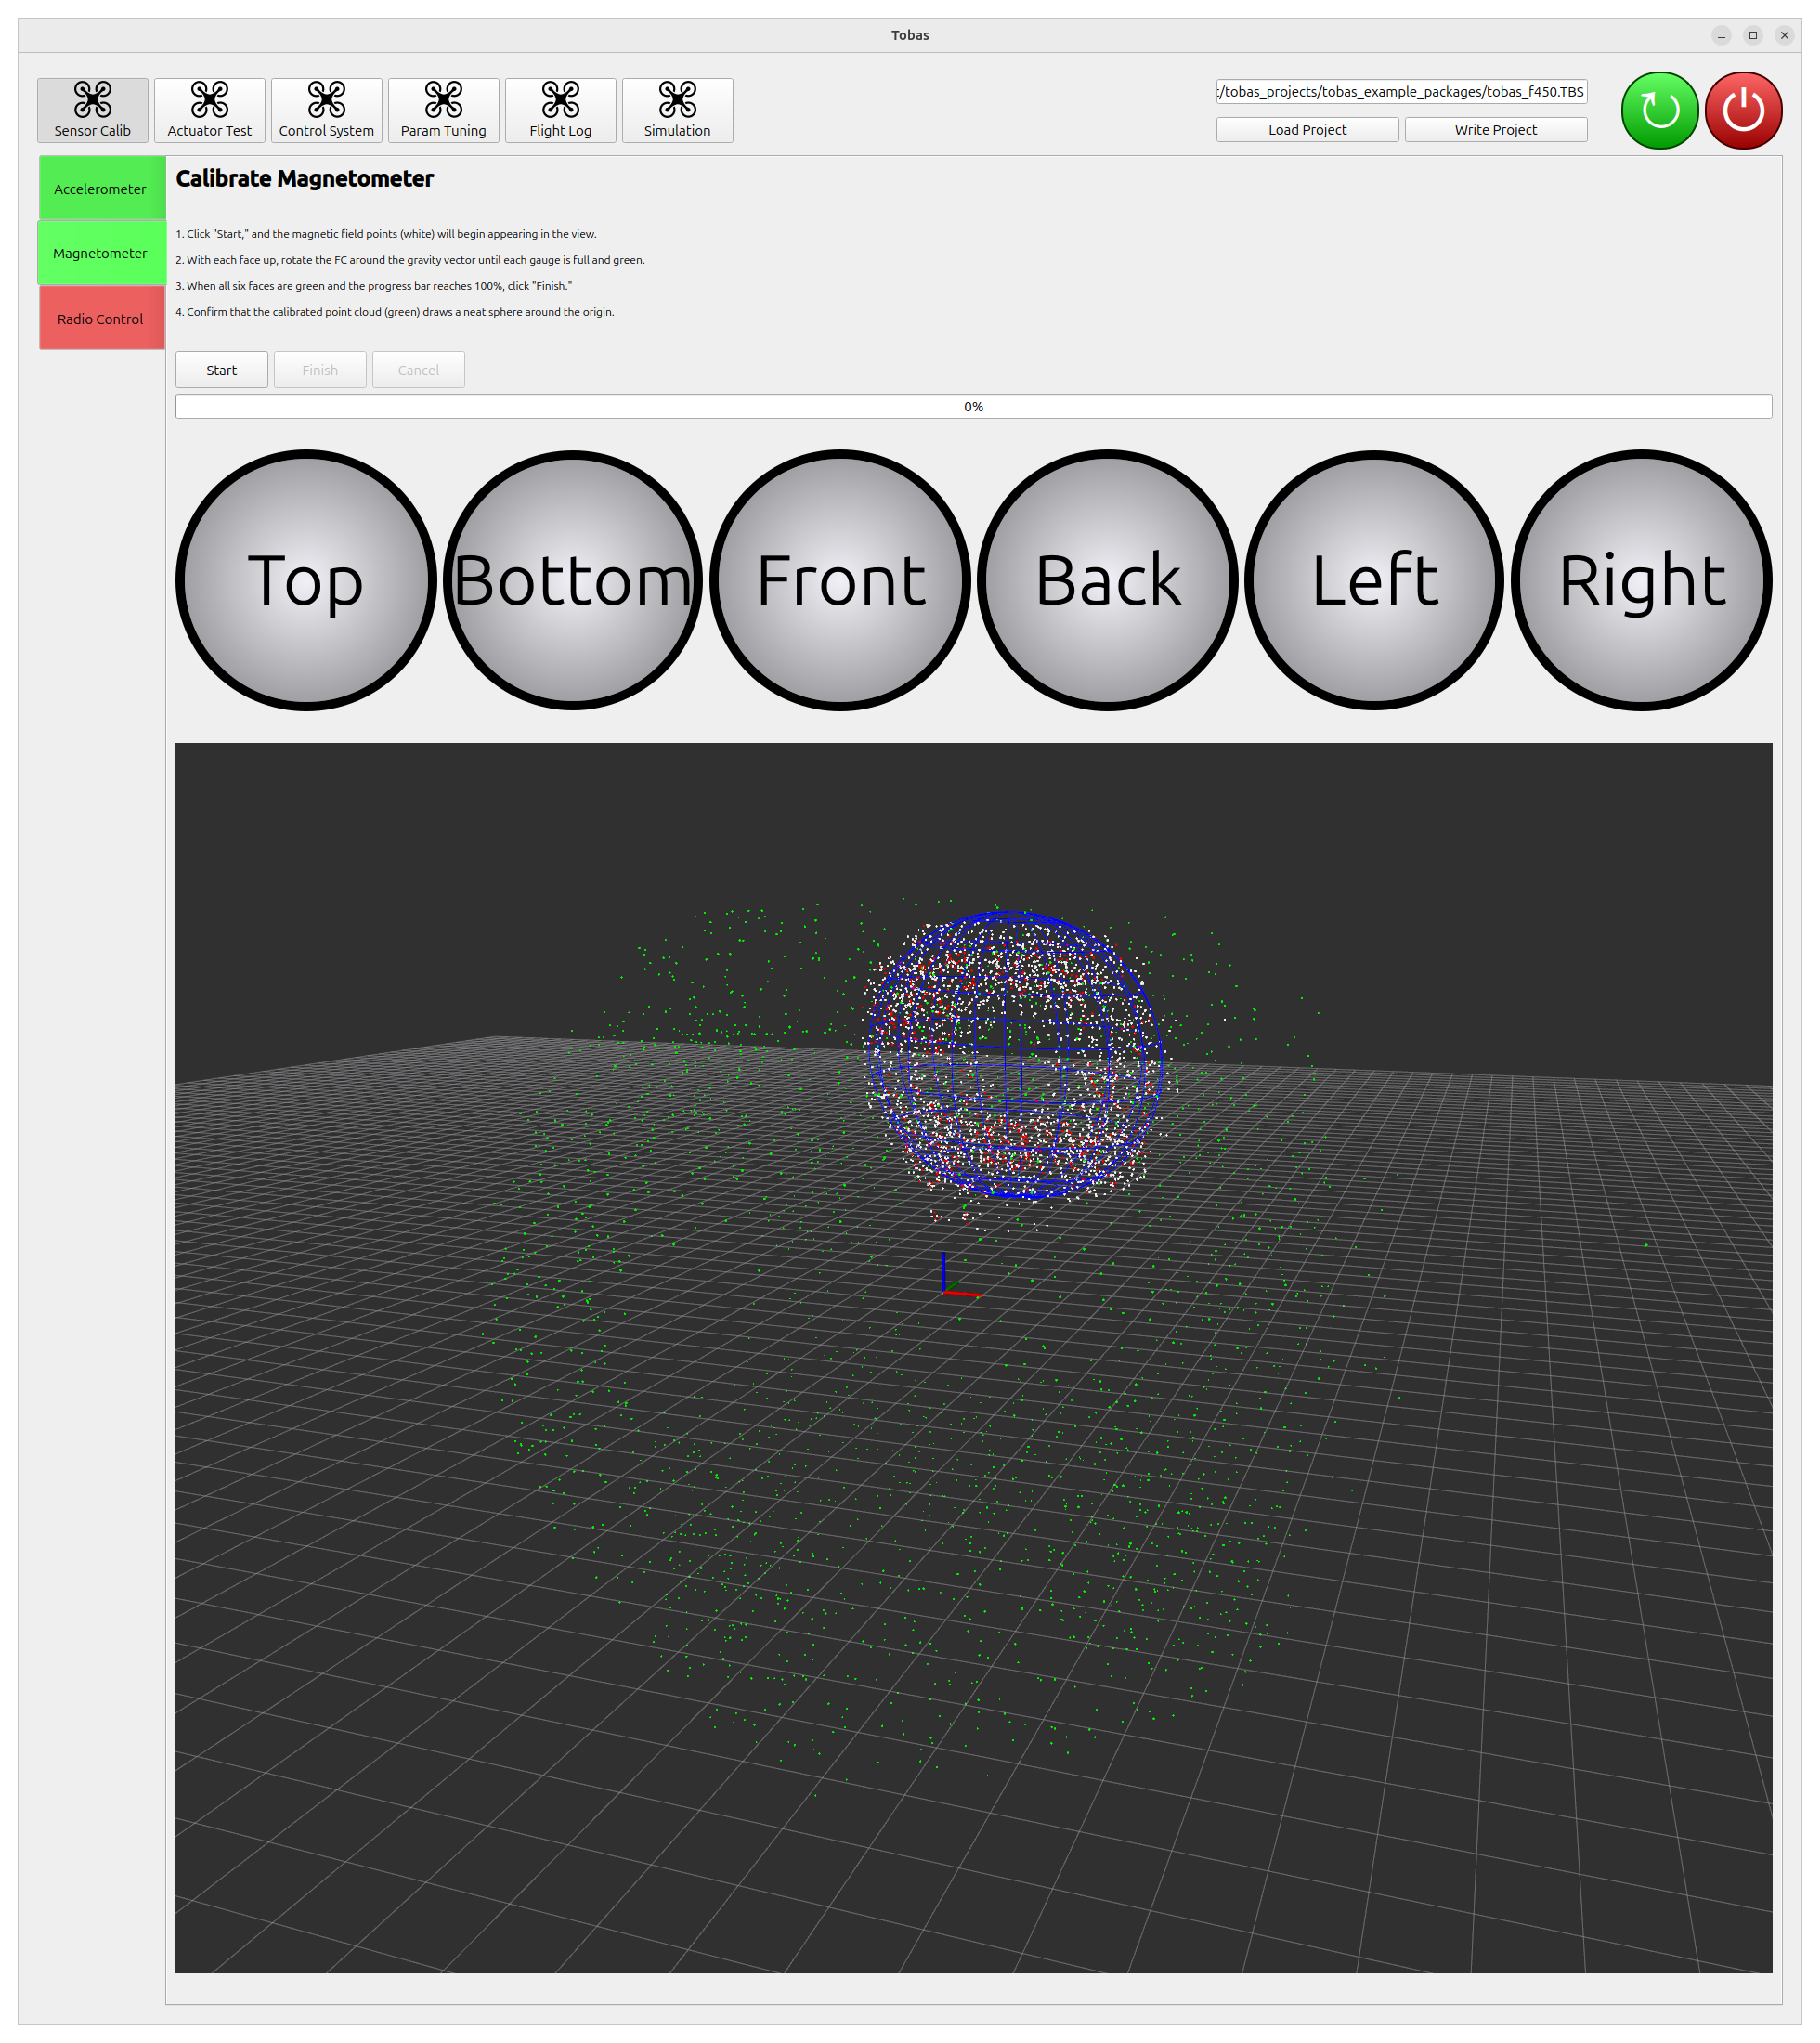 Tobas
Sensor Calib
Actuator Test
Control System
Param Tuning
Flight Log
Simulation
:/tobas_projects/tobas_example_packages/tobas_f450.TBS
Load Project
Write Project
Accelerometer
Magnetometer
Radio Control
Calibrate Magnetometer
1. Click "Start," and the magnetic field points (white) will begin appearing in the view.
2. With each face up, rotate the FC around the gravity vector until each gauge is full and green.
3. When all six faces are green and the progress bar reaches 100%, click "Finish."
4. Confirm that the calibrated point cloud (green) draws a neat sphere around the origin.
Start
Finish
Cancel
0%
Top
Bottom
Front
Back
Left
Right